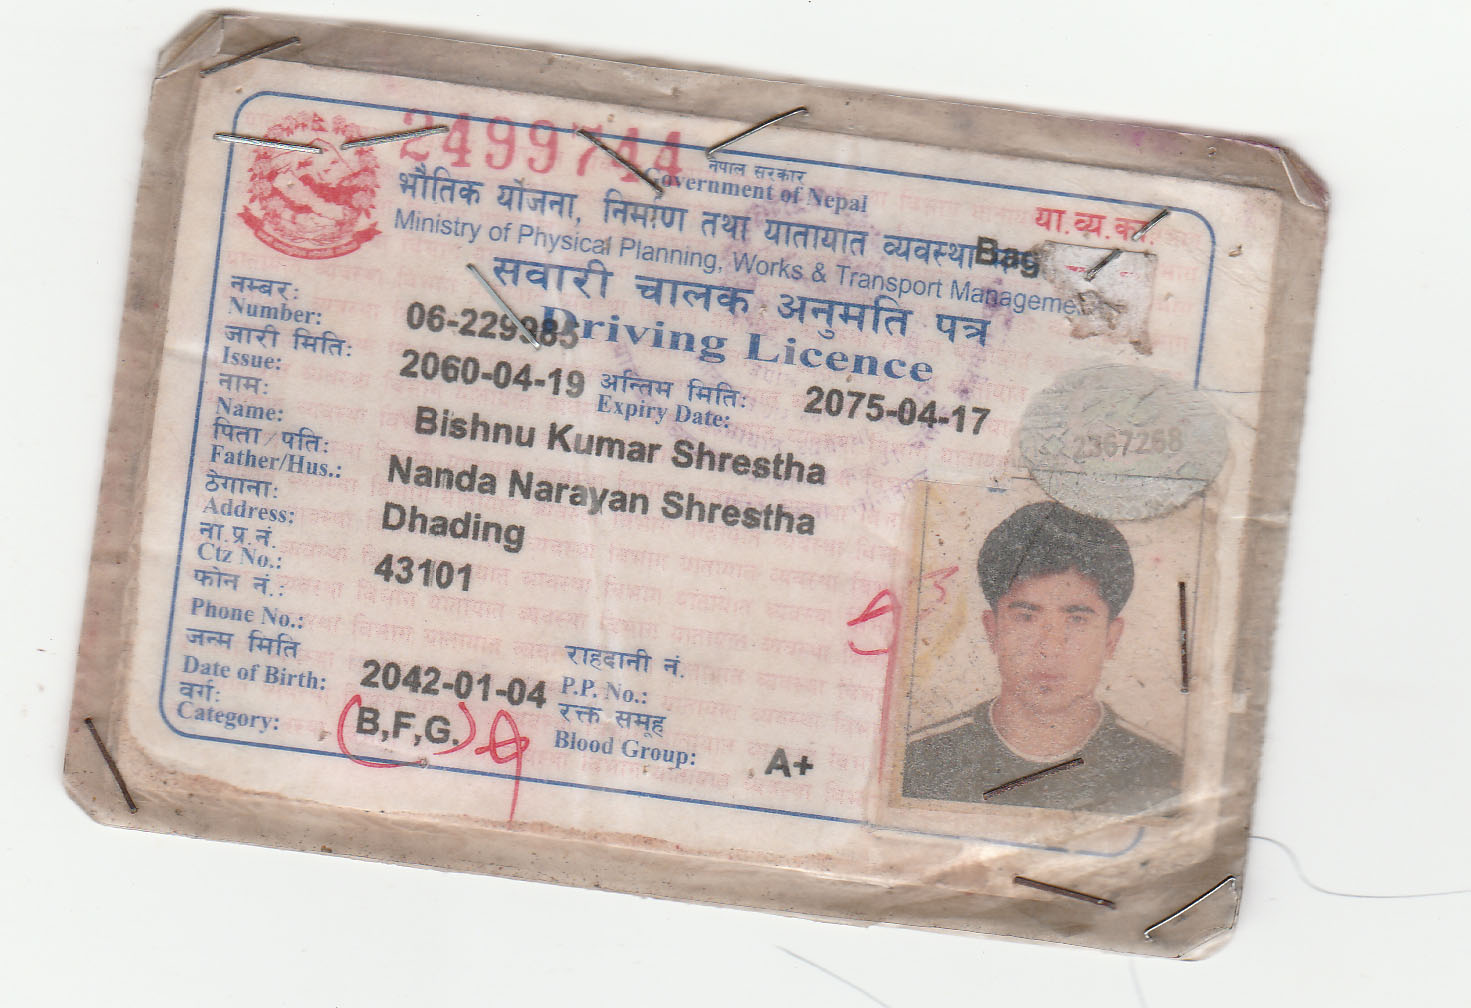 2499744
नेपाल सरकार
Government of Nepal
भौतिक योजना, निर्माण तथा यातायात व्यवस्था
या.व्य.का.
Bag
Ministry of Physical Planning, Works & Transport Management
सवारी चालक अनुमति पत्र
Driving Licence
नम्बर:
Number: 06-229985
जारी मिति:
Issue: 2060-04-19
अन्तिम मिति:
Expiry Date: 2075-04-17
नाम:
Name: Bishnu Kumar Shrestha
पिता/पति:
Father/Hus.: Nanda Narayan Shrestha
ठेगाना:
Address: Dhading
ना.प्र.नं.
Ctz No.: 43101
फोन नं.:
Phone No.:
जन्म मिति
Date of Birth: 2042-01-04
राहदानी नं.
P.P. No.:
वर्ग:
Category: B,F,G.
रक्त समूह
Blood Group: A+
2367268